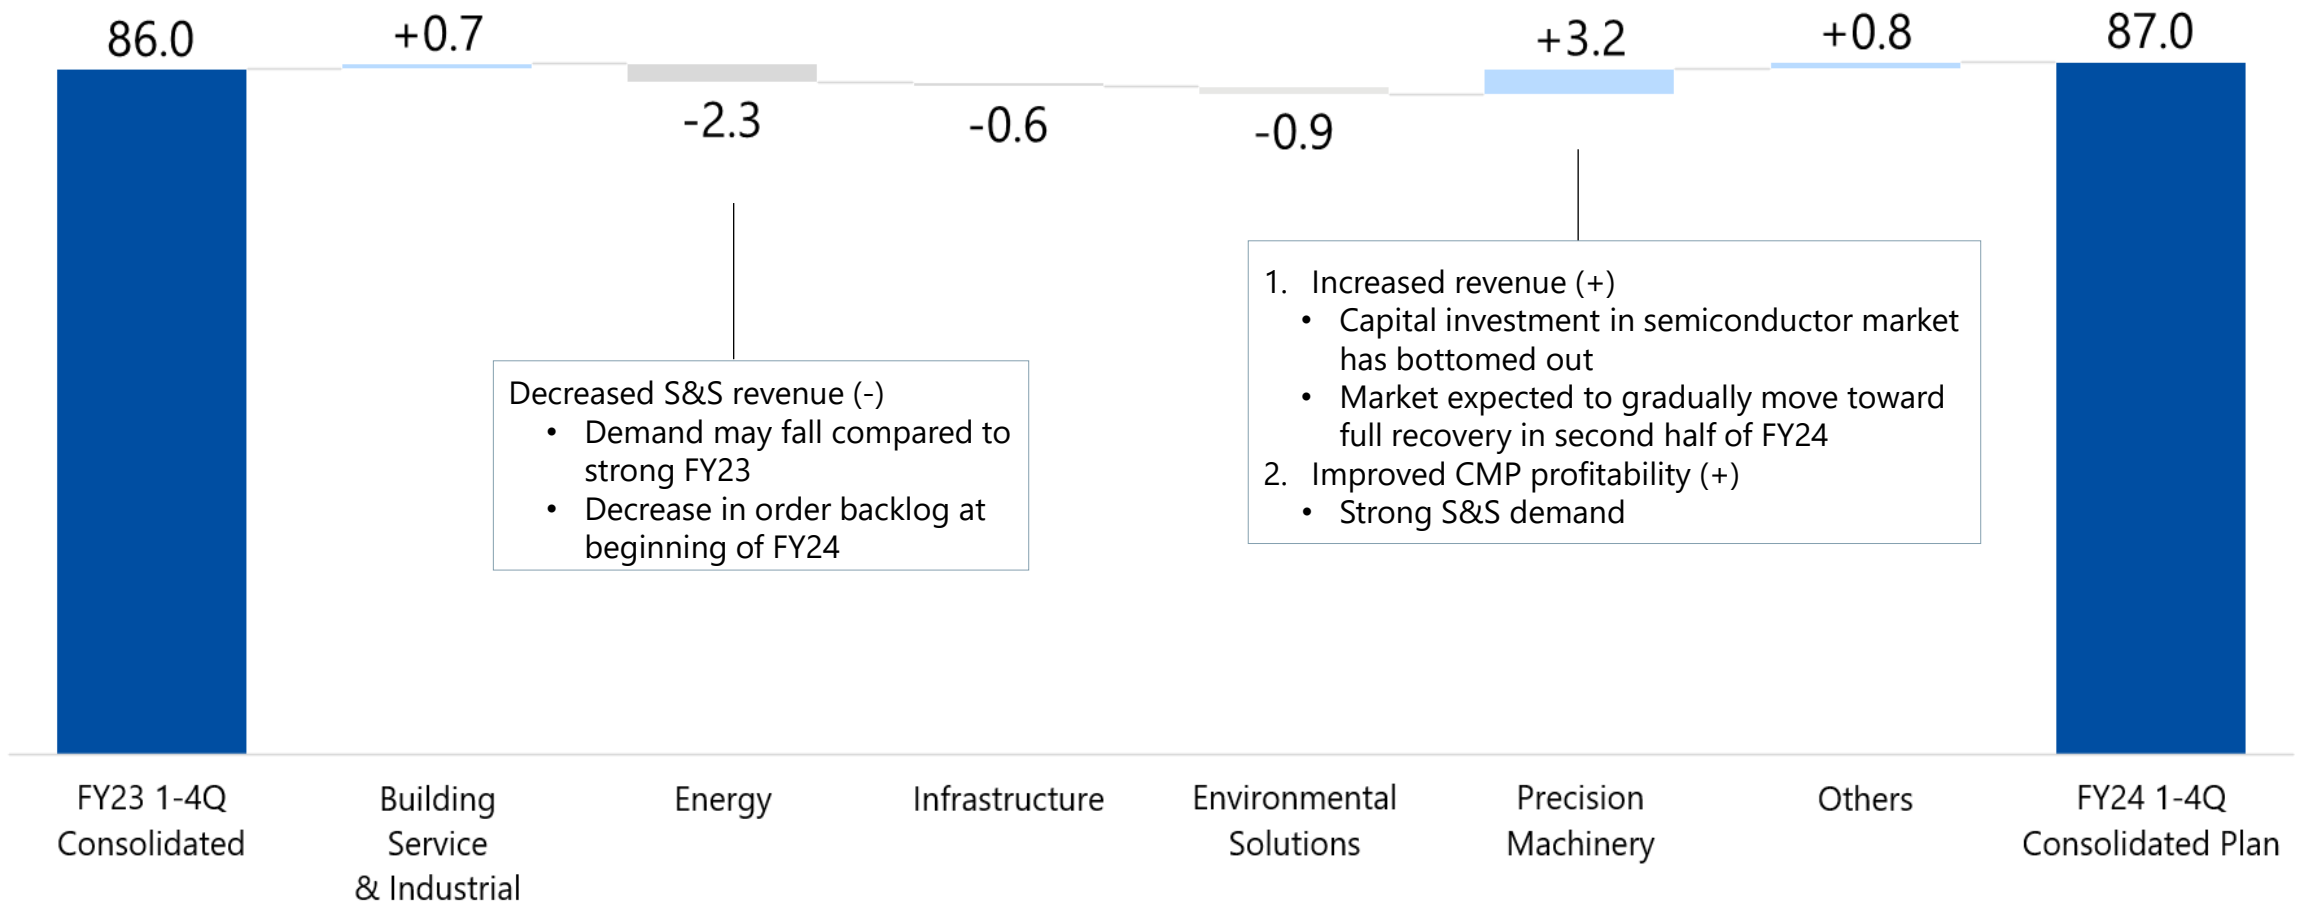 86.0
+0.7
-2.3
-0.6
-0.9
+3.2
+0.8
87.0
Decreased S&S revenue (-)
• Demand may fall compared to
strong FY23
• Decrease in order backlog at
beginning of FY24
1. Increased revenue (+)
• Capital investment in semiconductor market
has bottomed out
• Market expected to gradually move toward
full recovery in second half of FY24
2. Improved CMP profitability (+)
• Strong S&S demand
FY23 1-4Q
Consolidated
Building
Service
& Industrial
Energy
Infrastructure
Environmental
Solutions
Precision
Machinery
Others
FY24 1-4Q
Consolidated Plan